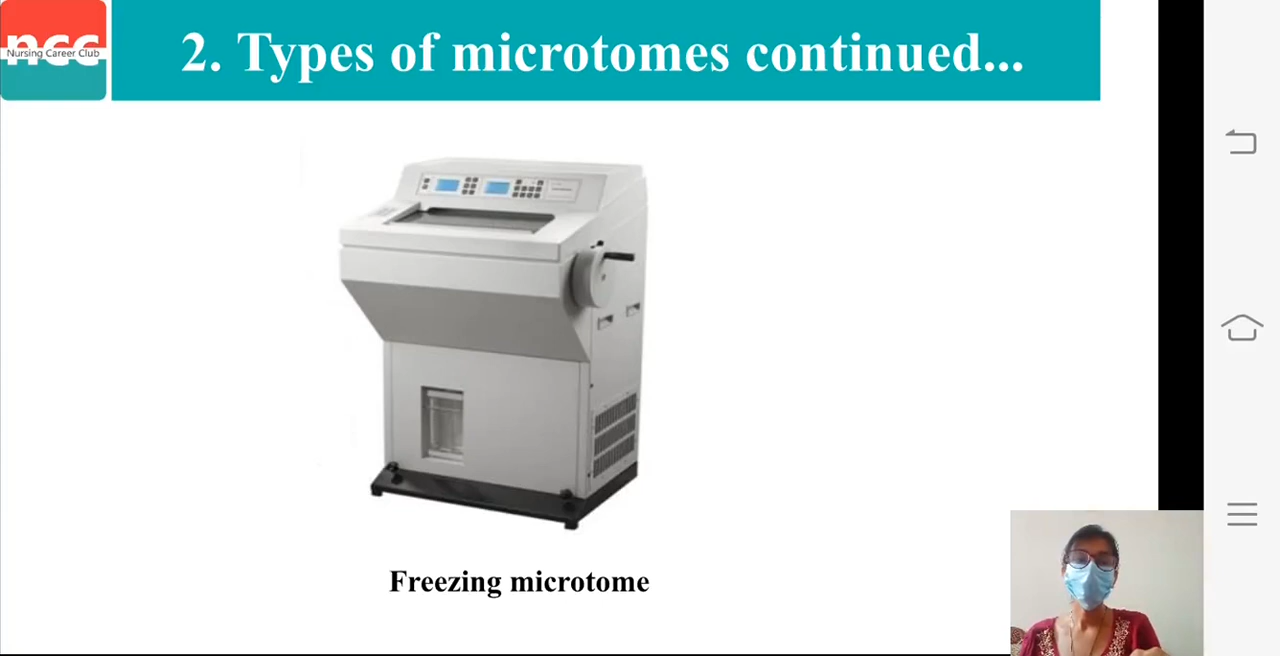 ncc
Nursing Career Club
2. Types of microtomes continued...
Freezing microtome